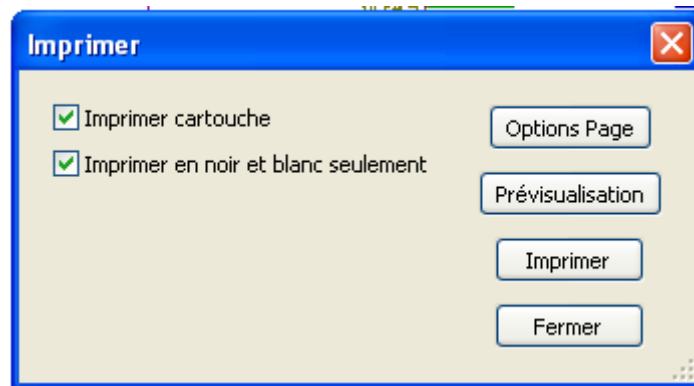 Imprimer
Imprimer cartouche
Imprimer en noir et blanc seulement
Options Page
Prévisualisation
Imprimer
Fermer